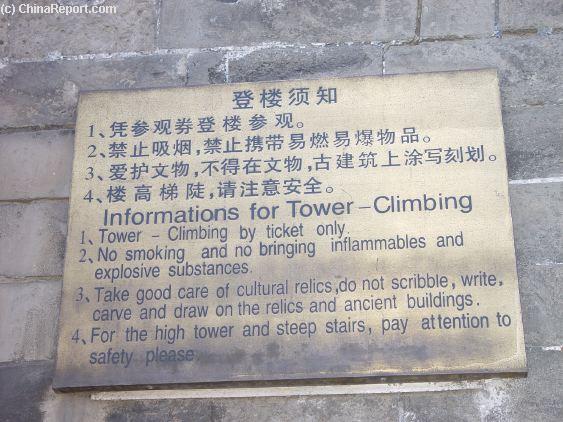 (c) ChinaReport.com
登楼须知
1、凭参观券登楼参观。
2、禁止吸烟,禁止携带易燃易爆物品。
3、爱护文物,不得在文物,古建筑上涂写刻划。
4、楼高梯陡,请注意安全。
Informations for Tower-Climbing
1、Tower - Climbing by ticket only.
2、No smoking and no bringing inflammables and
explosive substances.
3、Take good care of cultural relics,do not scribble, write,
carve and draw on the relics and ancient buildings.
4、For the high tower and steep stairs, pay attention to
safety please.